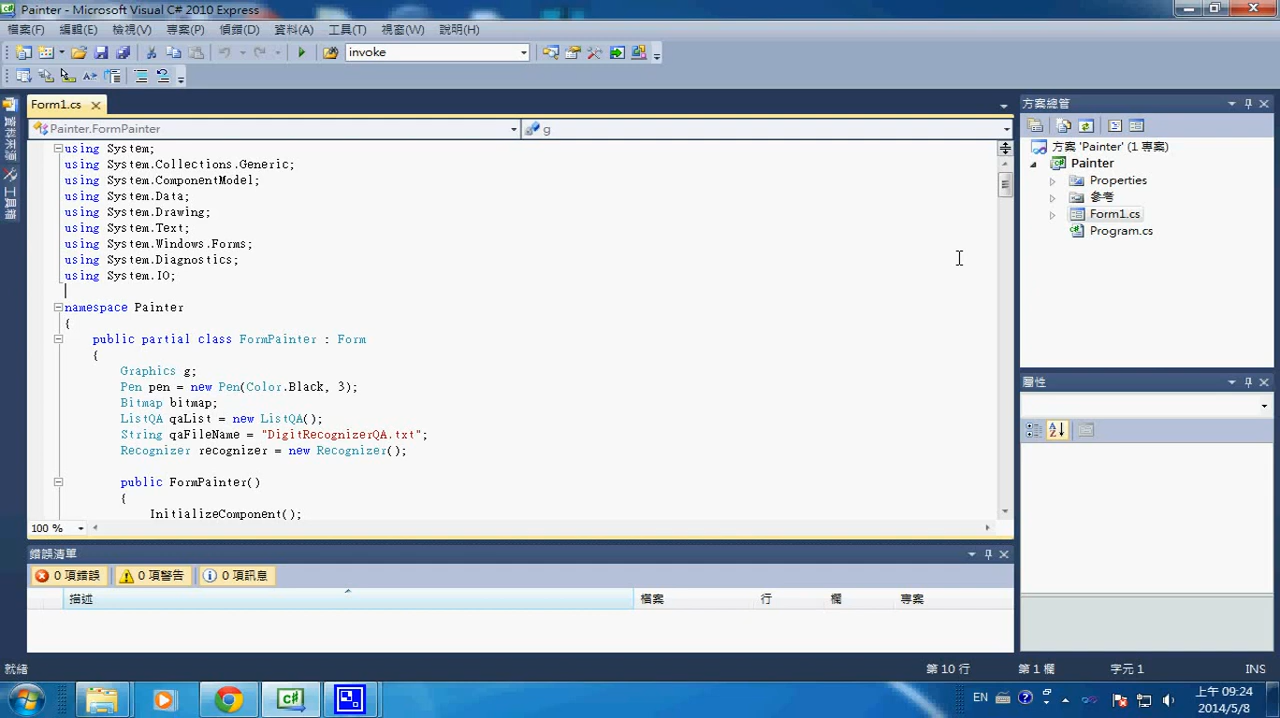 Painter - Microsoft Visual C# 2010 Express
檔案(F) 編輯(E) 檢視(V) 專案(P) 偵錯(D) 資料(A) 工具(T) 視窗(W) 說明(H)
invoke
Form1.cs
方案總管
Painter.FormPainter
g
資料來源
工具箱
using System;
using System.Collections.Generic;
using System.ComponentModel;
using System.Data;
using System.Drawing;
using System.Text;
using System.Windows.Forms;
using System.Diagnostics;
using System.IO;
namespace Painter
{
public partial class FormPainter : Form
{
Graphics g;
Pen pen = new Pen(Color.Black, 3);
Bitmap bitmap;
ListQA qaList = new ListQA();
String qaFileName = "DigitRecognizerQA.txt";
Recognizer recognizer = new Recognizer();
public FormPainter()
{
InitializeComponent();
100 %
方案 'Painter' (1 專案)
Painter
Properties
參考
Form1.cs
Program.cs
屬性
錯誤清單
0 項錯誤 0 項警告 0 項訊息
描述 檔案 行 欄 專案
就緒 第 10 行 第 1 欄 字元 1 INS
EN
上午 09:24
2014/5/8